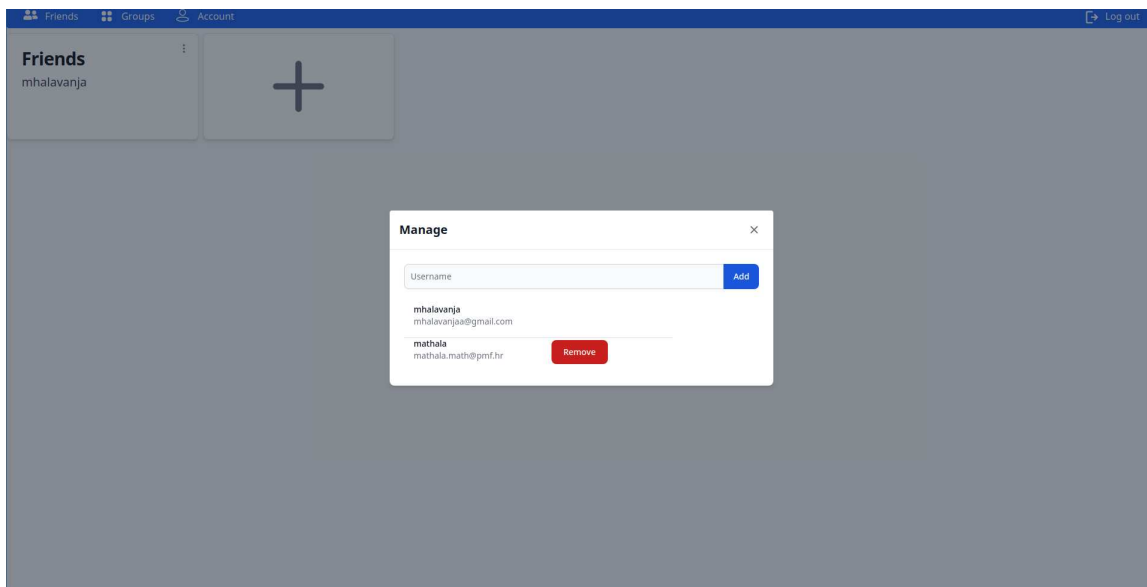 Friends Groups Account Log out
Friends
mhalavanja
Manage
Username Add
mhalavanja
mhalavanjaa@gmail.com
mathala
mathala.math@pmf.hr
Remove